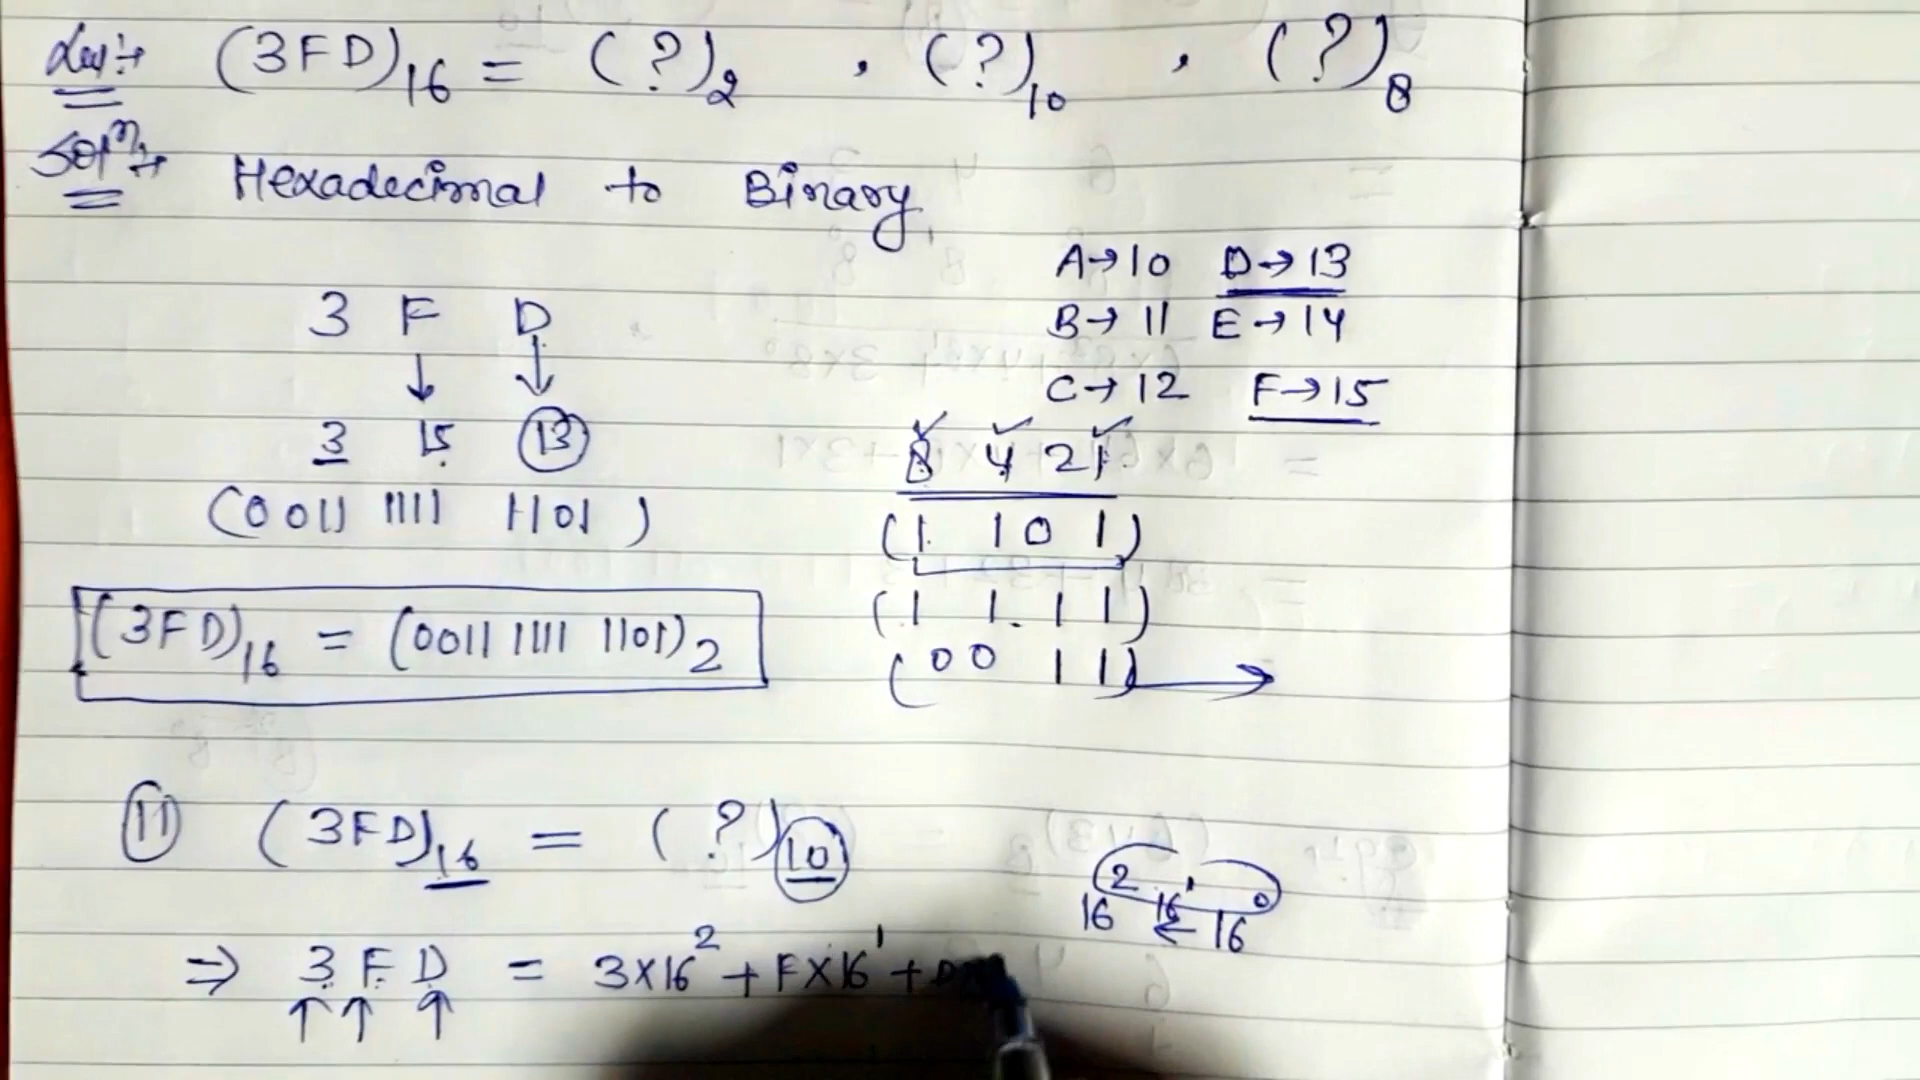 (3FD)16 = (?)2 , (?)10 , (?)8
Solⁿ:→ Hexadecimal to Binary
A→10 D→13
3 F D
B→11 E→14
↓ ↓
C→12 F→15
3 15 13
8 4 2 1
(0011 1111 1101)
(1 1 0 1)
(1 1 1 1)
(3FD)16 = (0011 1111 1101)2
(0 0 1 1) →
11 (3FD)16 = (?)10
2 1 0
16 16 ← 16
⇒ 3 F D = 3×16² + F×16¹ + D
↑ ↑ ↑